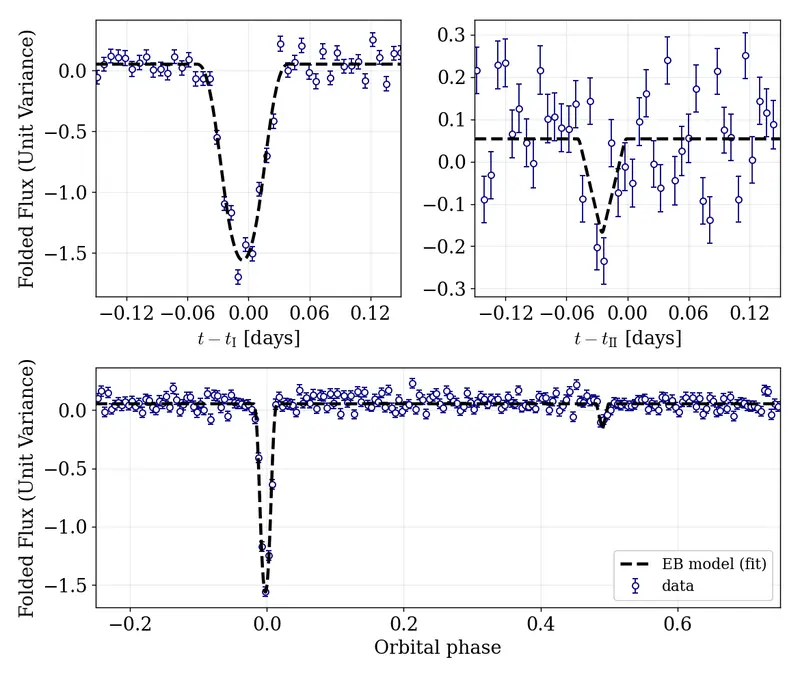 Folded Flux (Unit Variance)
0.0
−0.5
−1.0
−1.5
−0.12 −0.06 0.00 0.06 0.12
t − t_I [days]
0.3
0.2
0.1
0.0
−0.1
−0.2
−0.3
−0.12 −0.06 0.00 0.06 0.12
t − t_II [days]
Folded Flux (Unit Variance)
0.0
−0.5
−1.0
−1.5
EB model (fit)
data
−0.2 0.0 0.2 0.4 0.6
Orbital phase